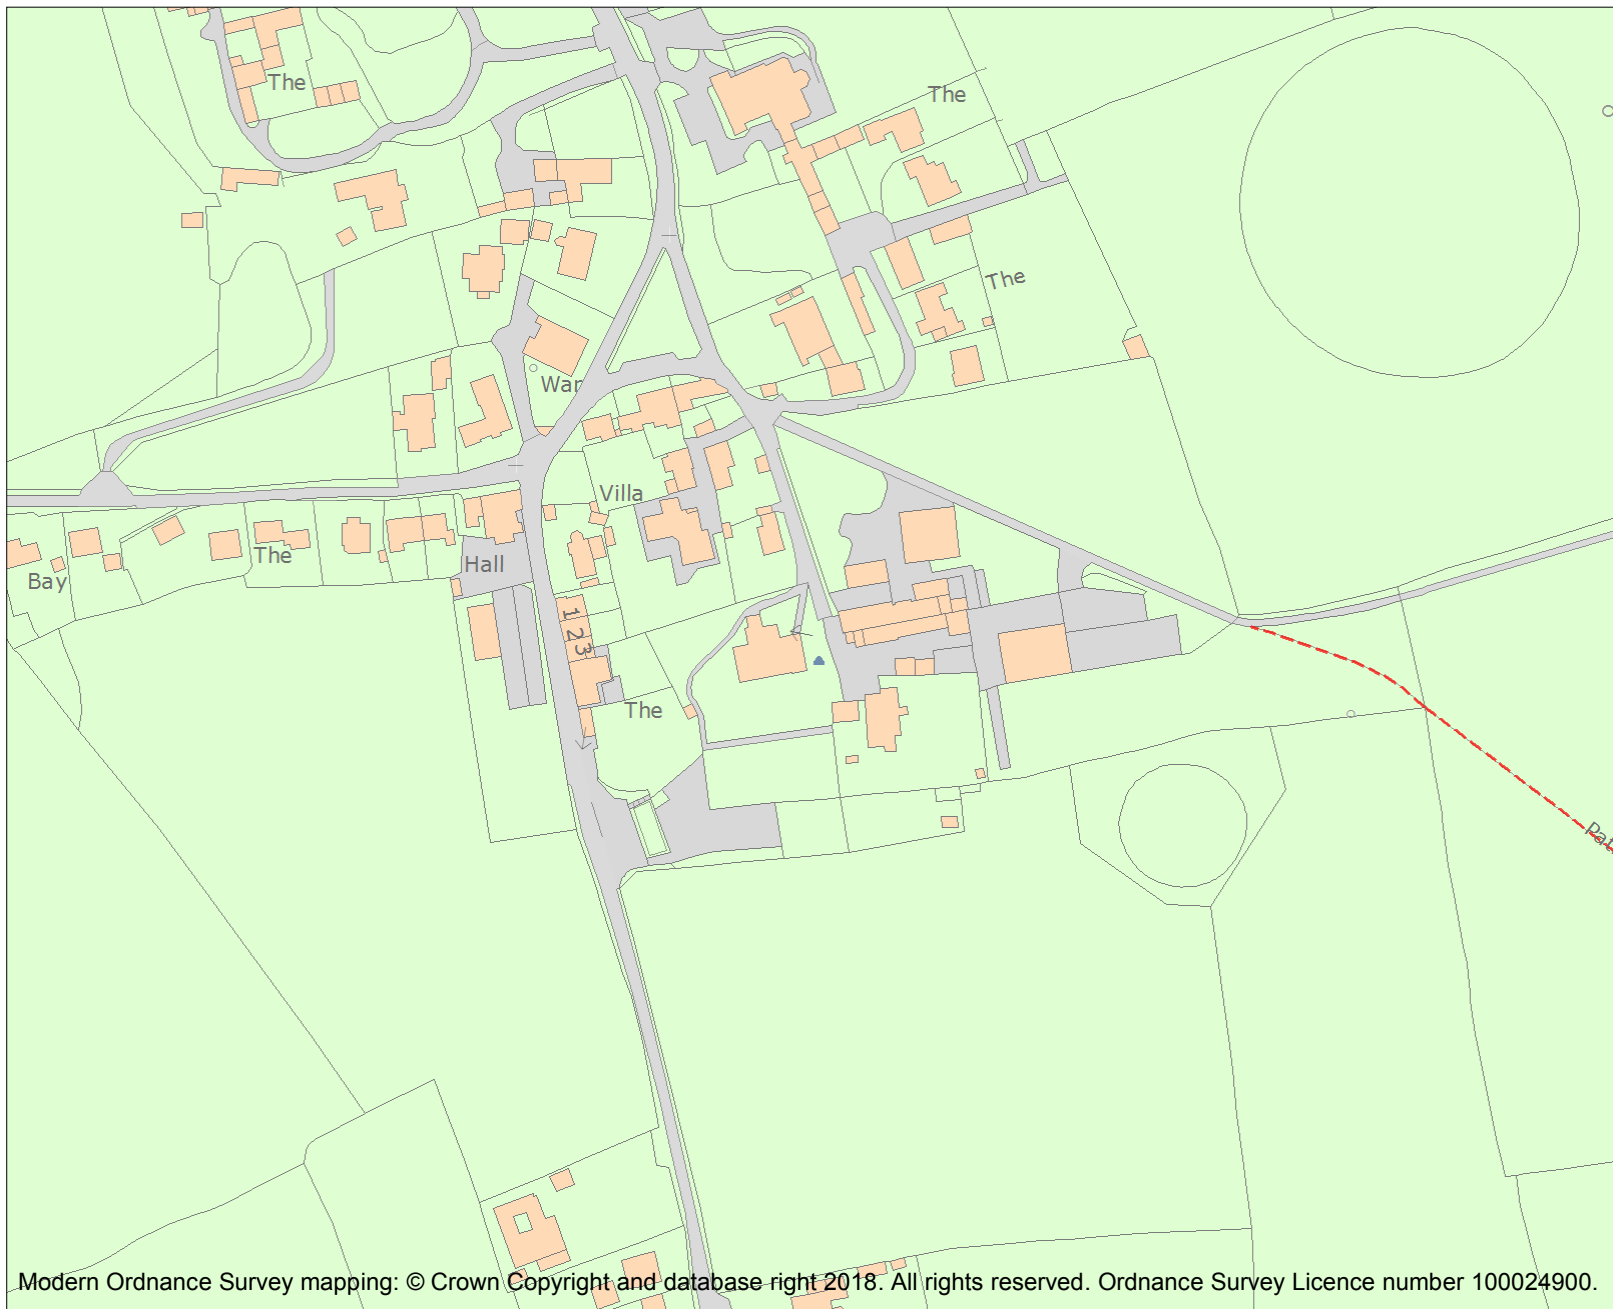 The
The
The
War
Villa
The
Hall
Bay
1
2
3
The
Modern Ordnance Survey mapping: © Crown Copyright and database right 2018. All rights reserved. Ordnance Survey Licence number 100024900.